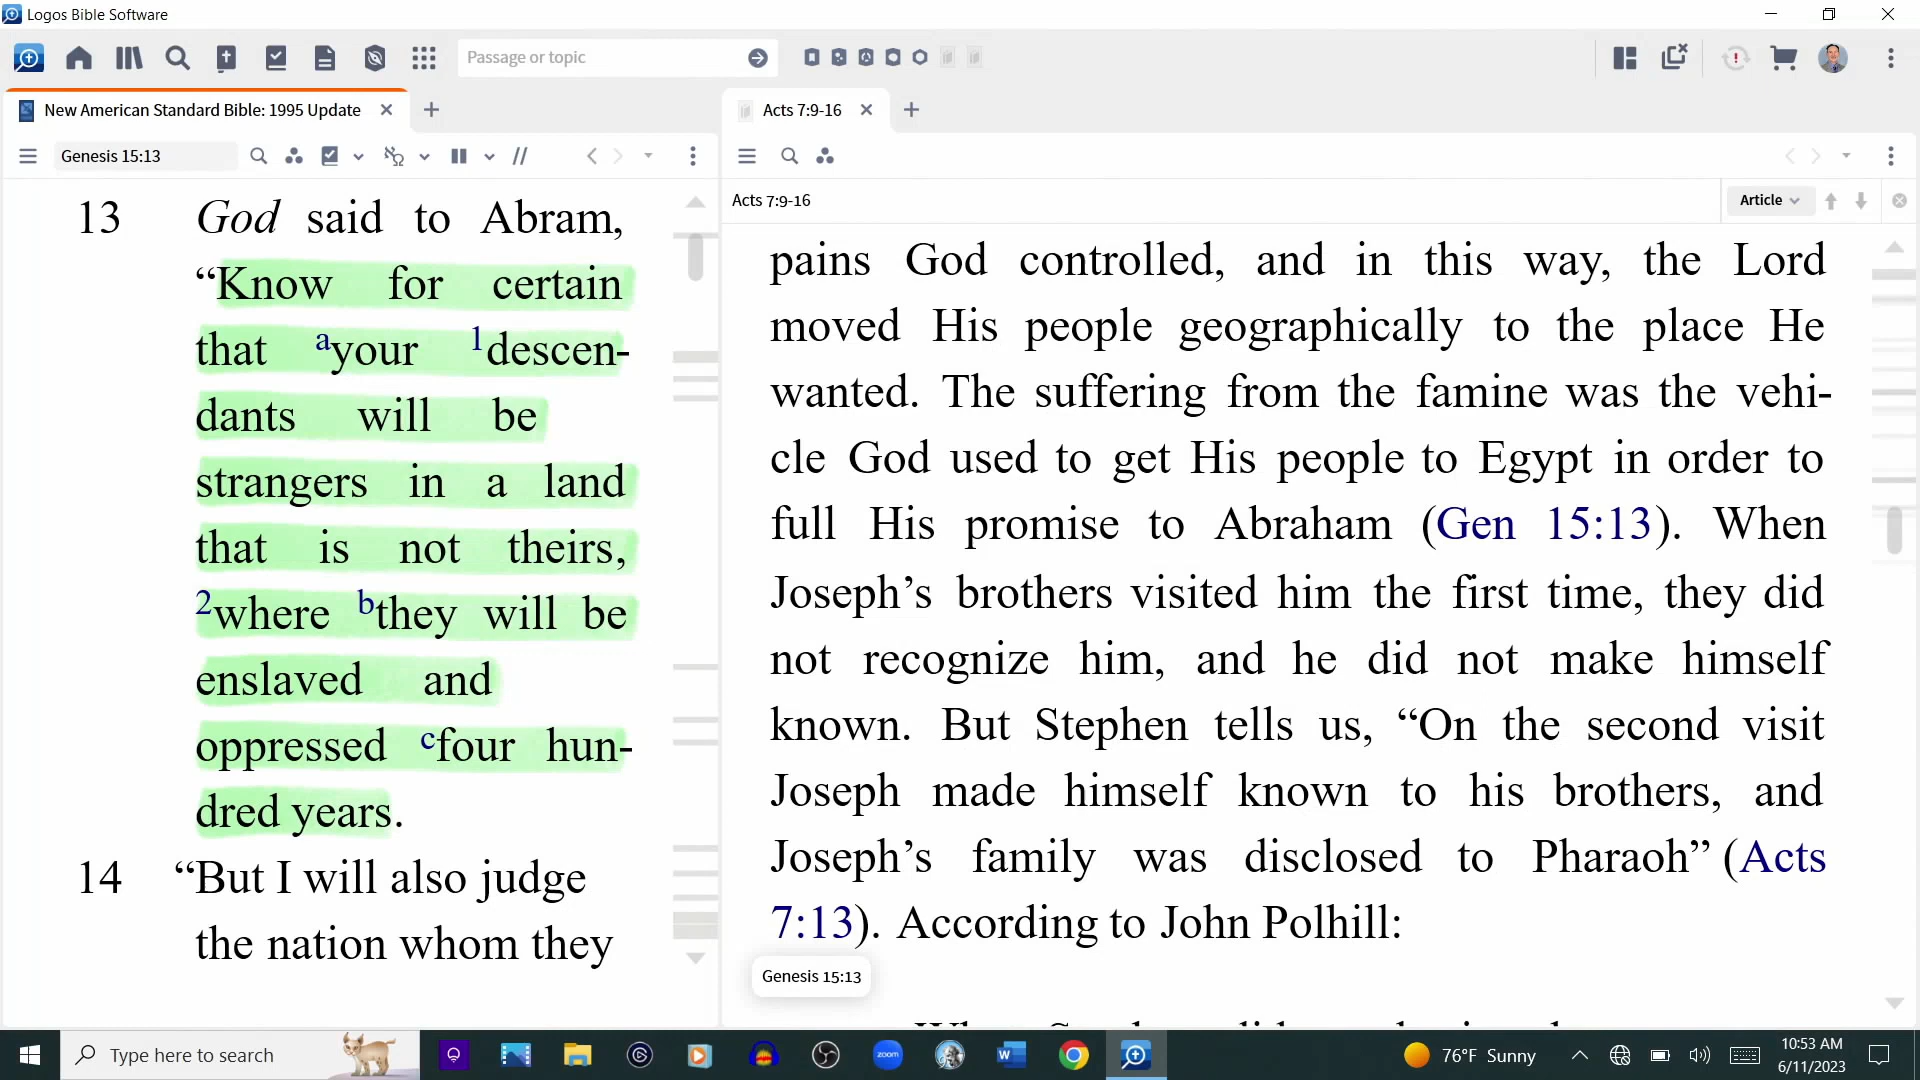 Logos Bible Software
Passage or topic
New American Standard Bible: 1995 Update
Genesis 15:13
13 God said to Abram,
“Know for certain
that ayour 1descen-
dants will be
strangers in a land
that is not theirs,
2where bthey will be
enslaved and
oppressed cfour hun-
dred years.
14 “But I will also judge
the nation whom they
Acts 7:9-16
Acts 7:9-16
Article
pains God controlled, and in this way, the Lord
moved His people geographically to the place He
wanted. The suffering from the famine was the vehi-
cle God used to get His people to Egypt in order to
full His promise to Abraham (Gen 15:13). When
Joseph’s brothers visited him the first time, they did
not recognize him, and he did not make himself
known. But Stephen tells us, “On the second visit
Joseph made himself known to his brothers, and
Joseph’s family was disclosed to Pharaoh” (Acts
7:13). According to John Polhill:
Genesis 15:13
Type here to search
zoom
76°F Sunny
10:53 AM
6/11/2023